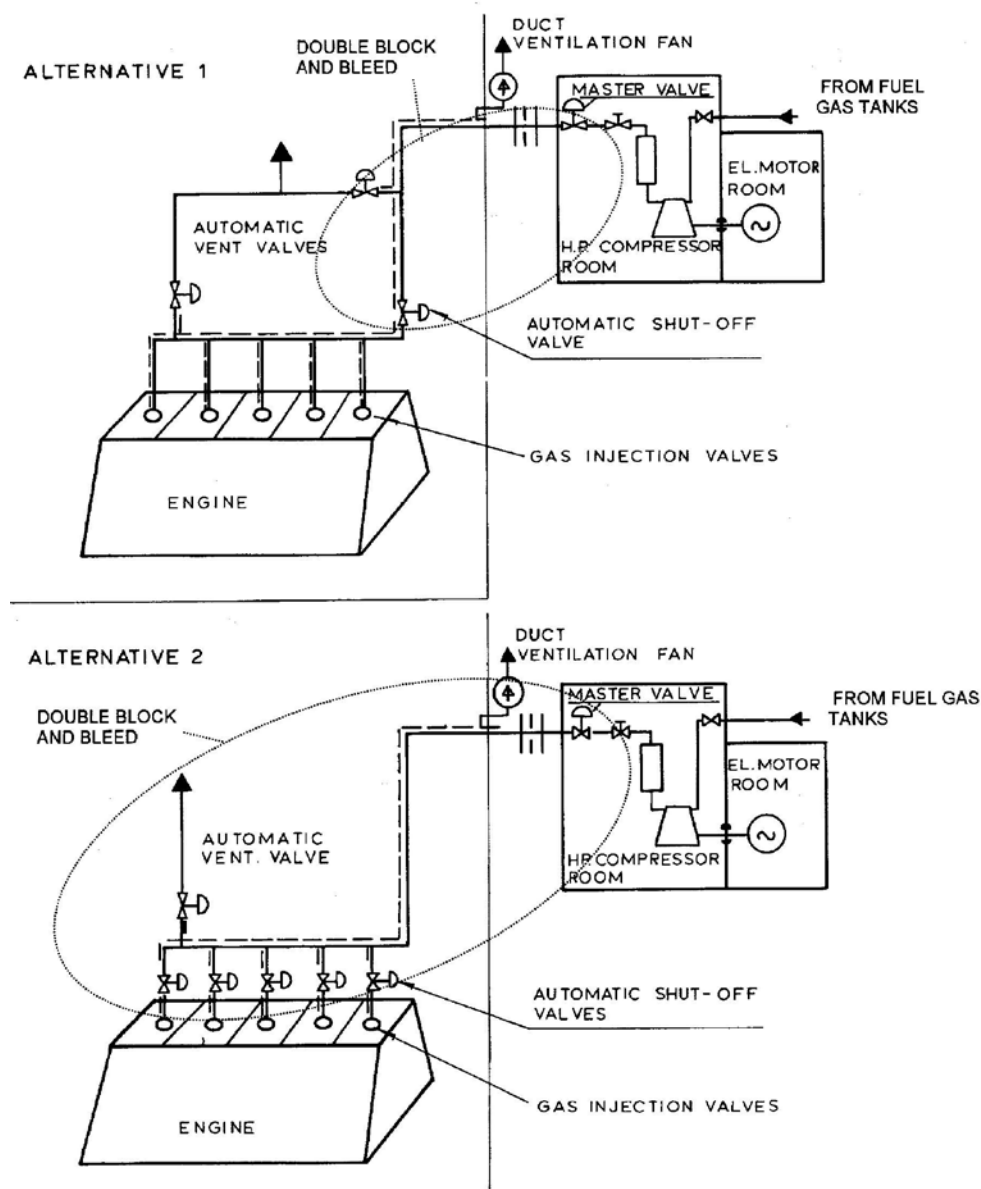 ALTERNATIVE 1
DOUBLE BLOCK
AND BLEED
DUCT
VENTILATION FAN
MASTER VALVE
FROM FUEL
GAS TANKS
EL.MOTOR
ROOM
H.P. COMPRESSOR
ROOM
AUTOMATIC
VENT VALVES
AUTOMATIC SHUT-OFF
VALVE
GAS INJECTION VALVES
ENGINE
ALTERNATIVE 2
DOUBLE BLOCK
AND BLEED
DUCT
VENTILATION FAN
MASTER VALVE
FROM FUEL GAS
TANKS
EL.MOTOR
ROOM
HP.COMPRESSOR
ROOM
AUTOMATIC
VENT. VALVE
AUTOMATIC SHUT-OFF
VALVES
GAS INJECTION VALVES
ENGINE